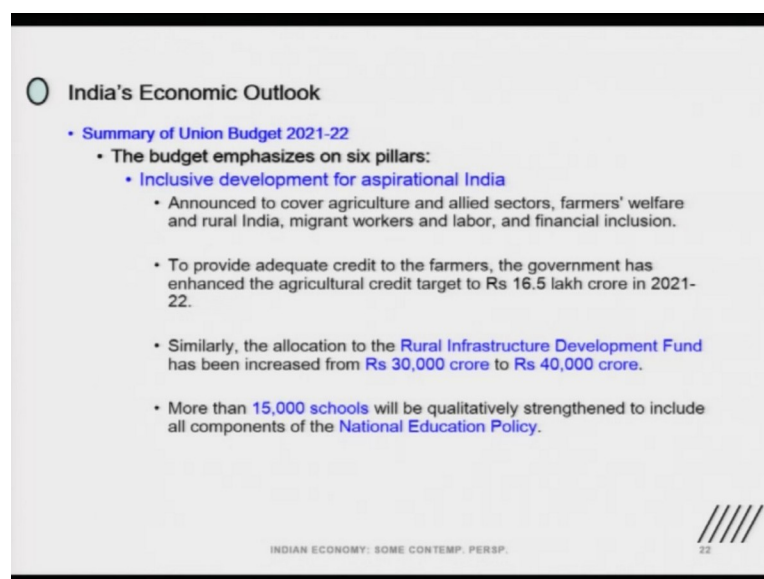 India's Economic Outlook
• Summary of Union Budget 2021-22
• The budget emphasizes on six pillars:
• Inclusive development for aspirational India
• Announced to cover agriculture and allied sectors, farmers' welfare
and rural India, migrant workers and labor, and financial inclusion.
• To provide adequate credit to the farmers, the government has
enhanced the agricultural credit target to Rs 16.5 lakh crore in 2021-
22.
• Similarly, the allocation to the Rural Infrastructure Development Fund
has been increased from Rs 30,000 crore to Rs 40,000 crore.
• More than 15,000 schools will be qualitatively strengthened to include
all components of the National Education Policy.
INDIAN ECONOMY: SOME CONTEMP. PERSP.
22